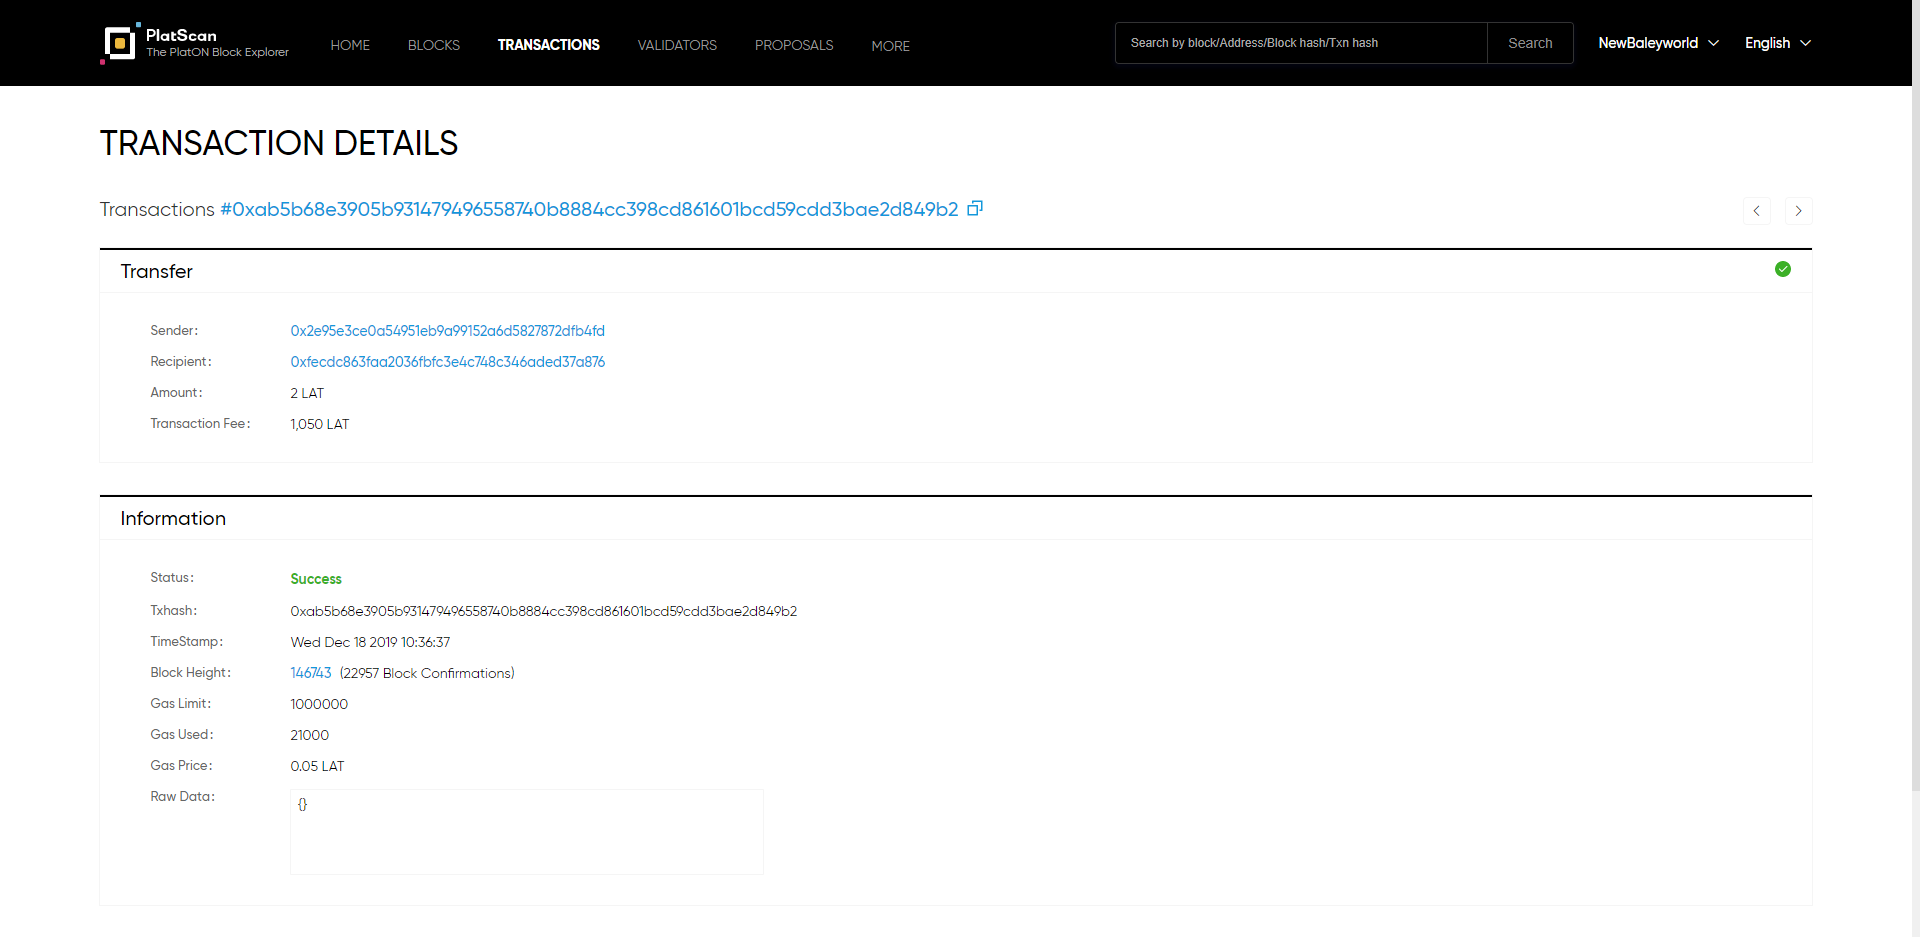 PlatScan
The PlatON Block Explorer
HOME
BLOCKS
TRANSACTIONS
VALIDATORS
PROPOSALS
MORE
Search by block/Address/Block hash/Txn hash
Search
NewBaleyworld
English
TRANSACTION DETAILS
Transactions #0xab5b68e3905b931479496558740b8884cc398cd861601bcd59cdd3bae2d849b2
Transfer
Sender: 0x2e95e3ce0a54951eb9a99152a6d5827872dfb4fd
Recipient: 0xfecdc863faa2036fbfc3e4c748c346aded37a876
Amount: 2 LAT
Transaction Fee: 1,050 LAT
Information
Status: Success
Txhash: 0xab5b68e3905b931479496558740b8884cc398cd861601bcd59cdd3bae2d849b2
TimeStamp: Wed Dec 18 2019 10:36:37
Block Height: 146743 (22957 Block Confirmations)
Gas Limit: 1000000
Gas Used: 21000
Gas Price: 0.05 LAT
Raw Data: {}